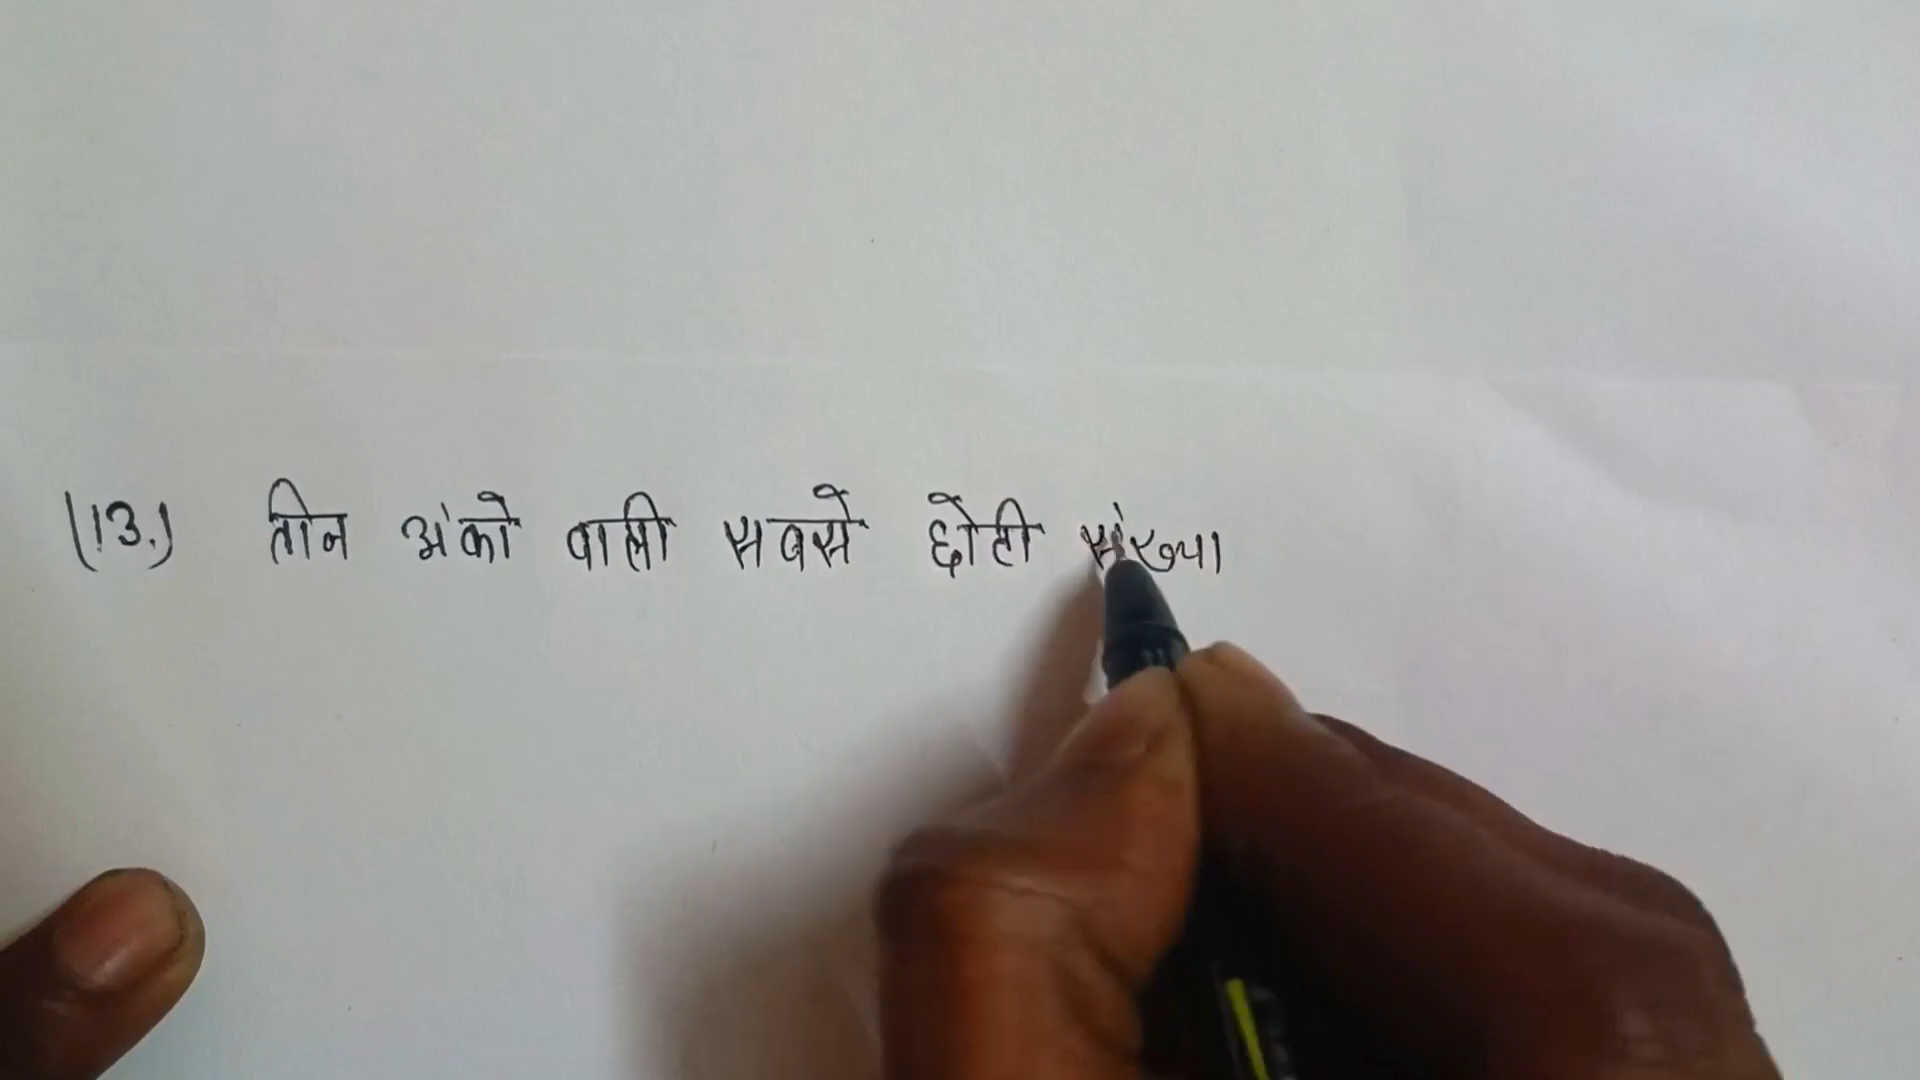 (13.) तीन अंको वाली सबसे छोटी संख्या